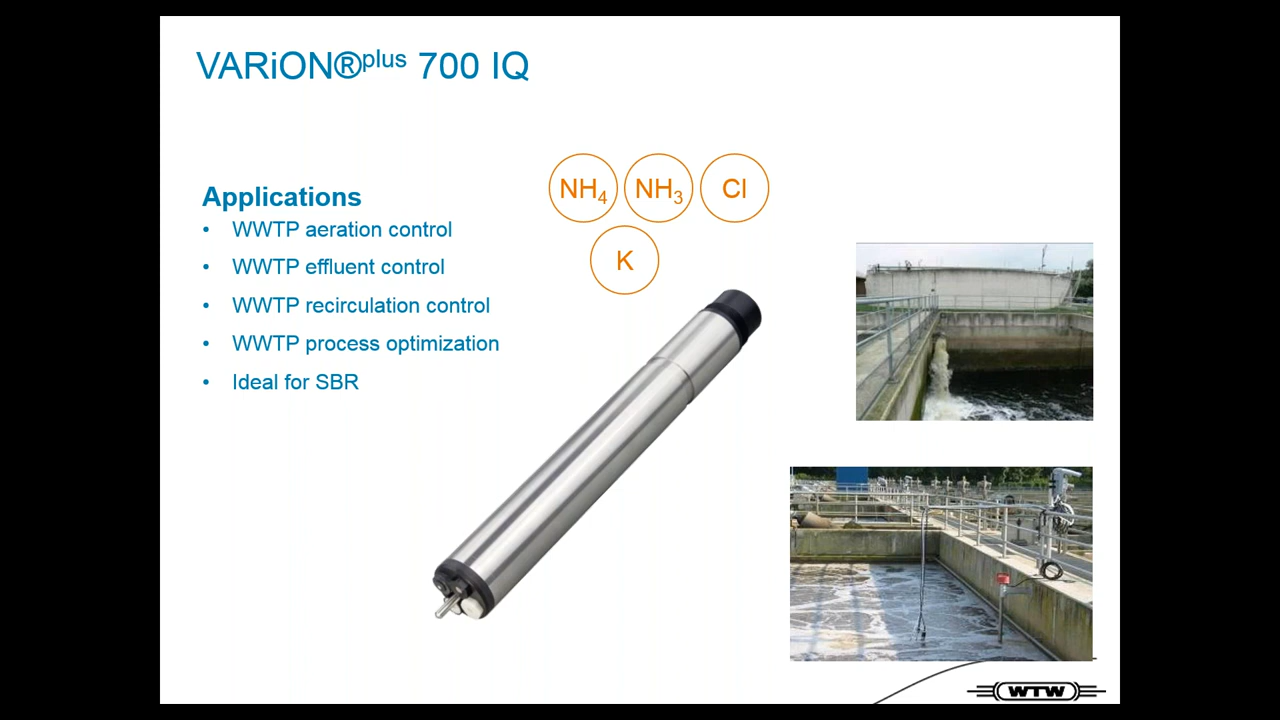 VARiON®plus 700 IQ
NH4 NH3 Cl
K
Applications
• WWTP aeration control
• WWTP effluent control
• WWTP recirculation control
• WWTP process optimization
• Ideal for SBR
WTW